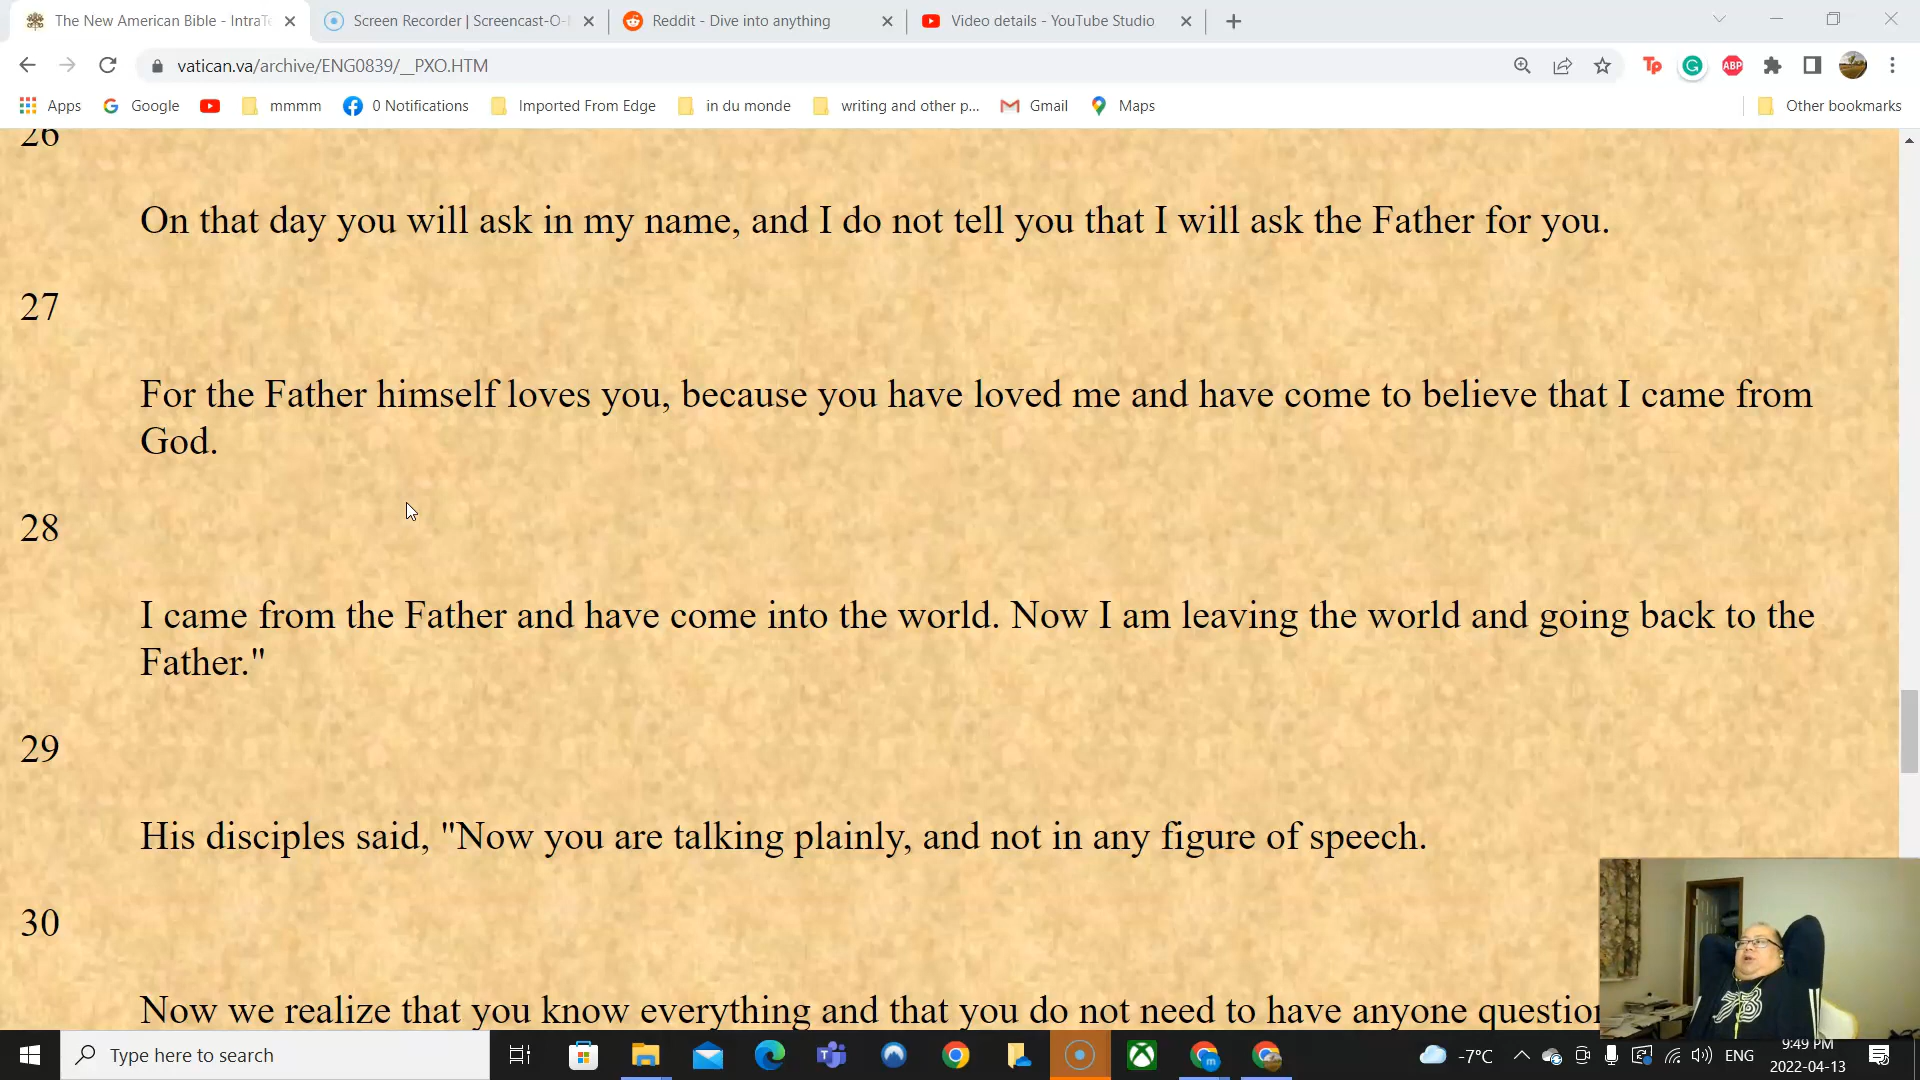 The New American Bible - IntraTe
Screen Recorder | Screencast-O-
Reddit - Dive into anything
Video details - YouTube Studio
vatican.va/archive/ENG0839/__PXO.HTM
Apps
Google
mmmm
0 Notifications
Imported From Edge
in du monde
writing and other p...
Gmail
Maps
Other bookmarks
26
On that day you will ask in my name, and I do not tell you that I will ask the Father for you.
27
For the Father himself loves you, because you have loved me and have come to believe that I came from
God.
28
I came from the Father and have come into the world. Now I am leaving the world and going back to the
Father."
29
His disciples said, "Now you are talking plainly, and not in any figure of speech.
30
Now we realize that you know everything and that you do not need to have anyone question
Type here to search
-7°C
ENG
9:49 PM
2022-04-13